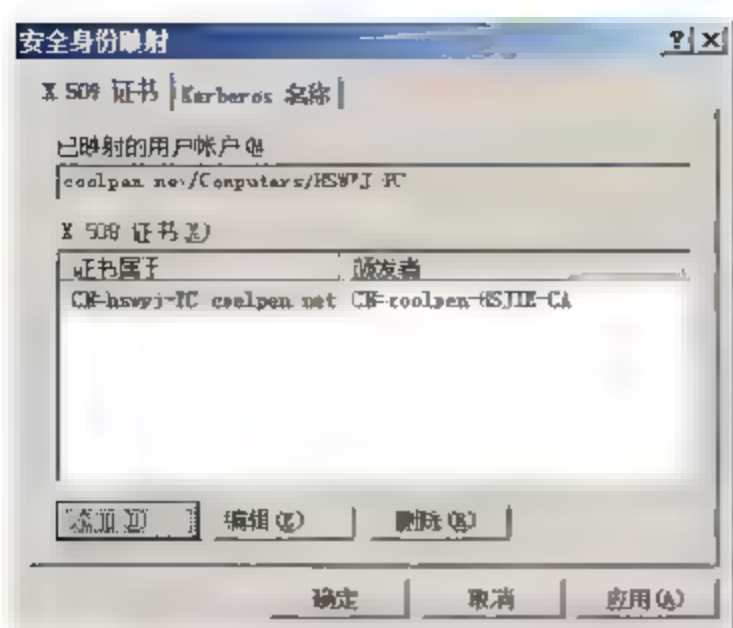 安全身份映射
X.509 证书 Kerberos 名称
已映射的用户帐户(M)
coolpen.net/Computers/HSWPJ-PC
X.509 证书(X)
证书属于 颁发者
CN=hswpj-PC.coolpen.net CN=coolpen-
添加(D) 编辑(E) 删除(R)
确定 取消 应用(A)